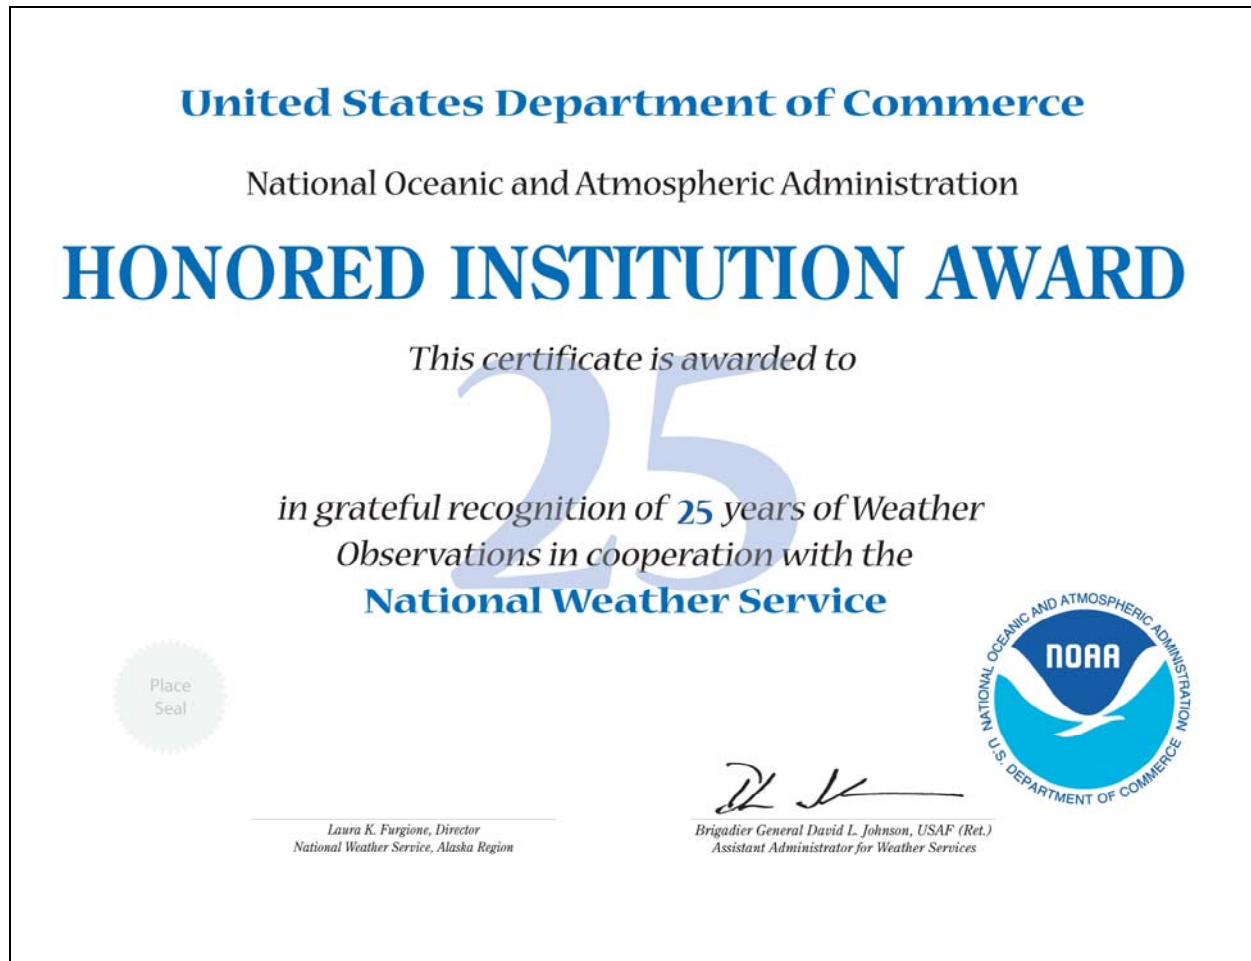 United States Department of Commerce
National Oceanic and Atmospheric Administration
HONORED INSTITUTION AWARD
This certificate is awarded to
25
in grateful recognition of 25 years of Weather
Observations in cooperation with the
National Weather Service
Place
Seal
NATIONAL OCEANIC AND ATMOSPHERIC ADMINISTRATION
U.S. DEPARTMENT OF COMMERCE
NOAA
Laura K. Furgione, Director
National Weather Service, Alaska Region
Brigadier General David L. Johnson, USAF (Ret.)
Assistant Administrator for Weather Services